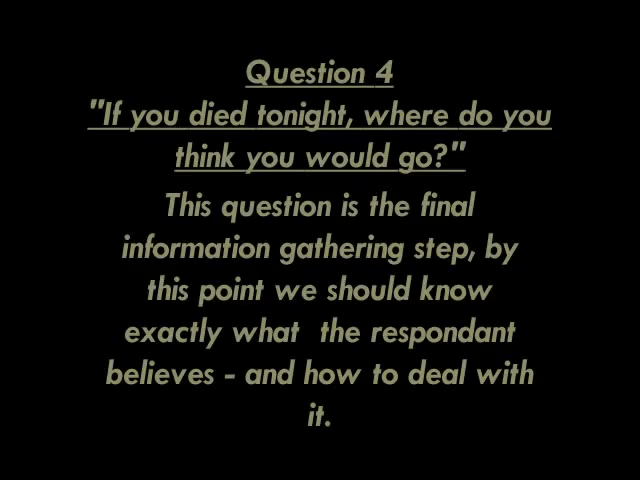 Question 4
"If you died tonight, where do you
think you would go?"
This question is the final
information gathering step, by
this point we should know
exactly what  the respondant
believes - and how to deal with
it.